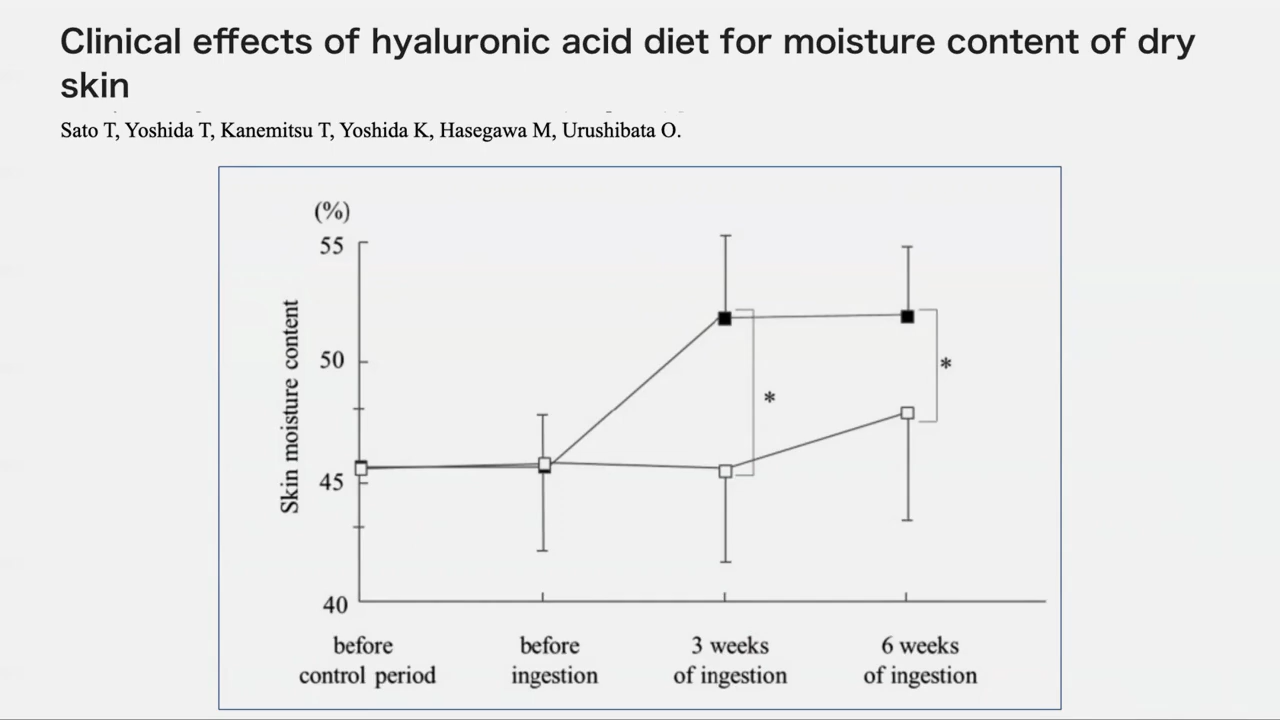 Clinical effects of hyaluronic acid diet for moisture content of dry
skin
Sato T, Yoshida T, Kanemitsu T, Yoshida K, Hasegawa M, Urushibata O.
(%)
55
50
45
40
Skin moisture content
*
*
before
control period
before
ingestion
3 weeks
of ingestion
6 weeks
of ingestion